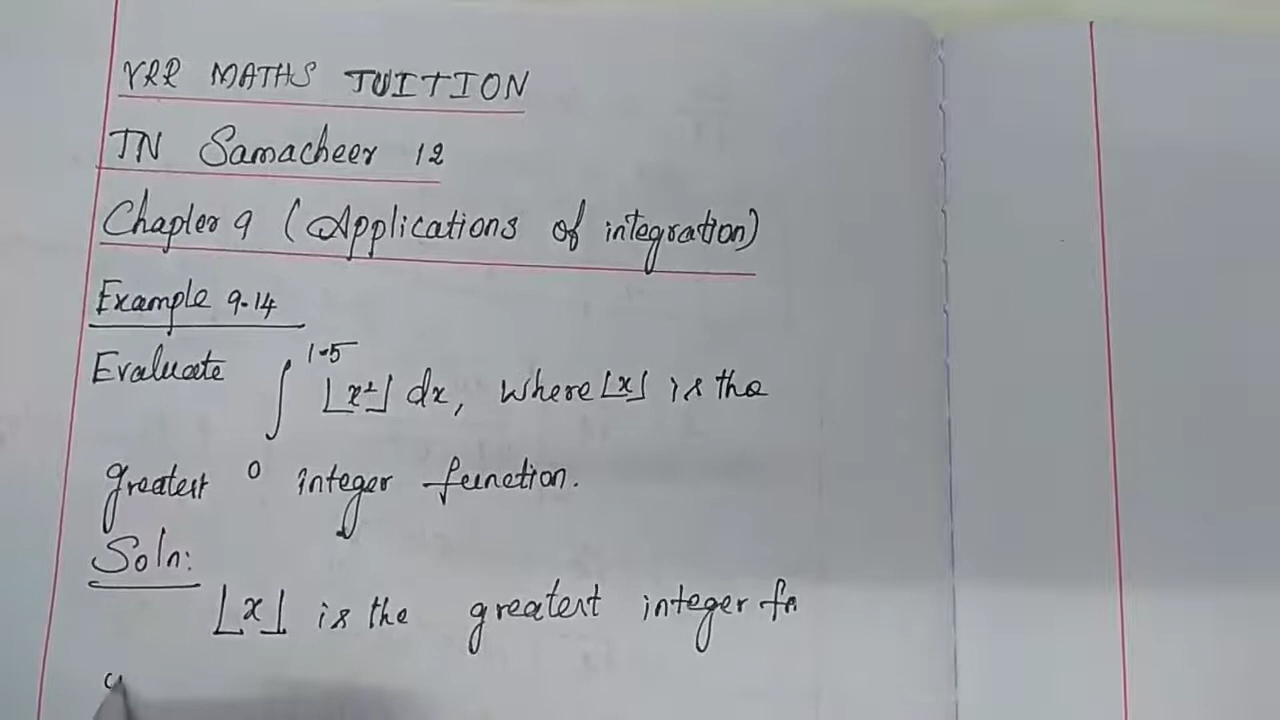 YRR MATHS TUITION
TN Samacheer 12
Chapter 9 (Applications of integration)
Example 9.14
Evaluate ∫₀^1.5 ⌊x²⌋ dx, where ⌊x⌋ is the
greatest integer function.
Soln:
⌊x⌋ is the greatest integer fn